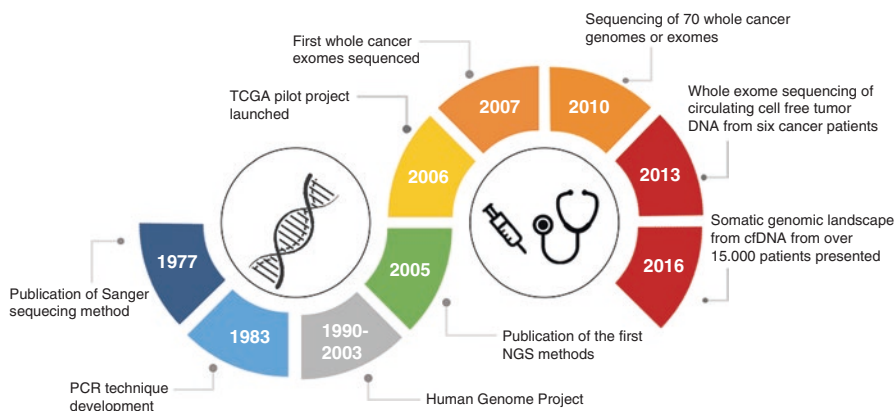 1977
Publication of Sanger
sequecing method
1983
PCR technique
development
1990-
2003
Human Genome Project
2005
Publication of the first
NGS methods
2006
TCGA pilot project
launched
2007
First whole cancer
exomes sequenced
2010
Sequencing of 70 whole cancer
genomes or exomes
2013
Whole exome sequencing of
circulating cell free tumor
DNA from six cancer patients
2016
Somatic genomic landscape
from cfDNA from over
15.000 patients presented